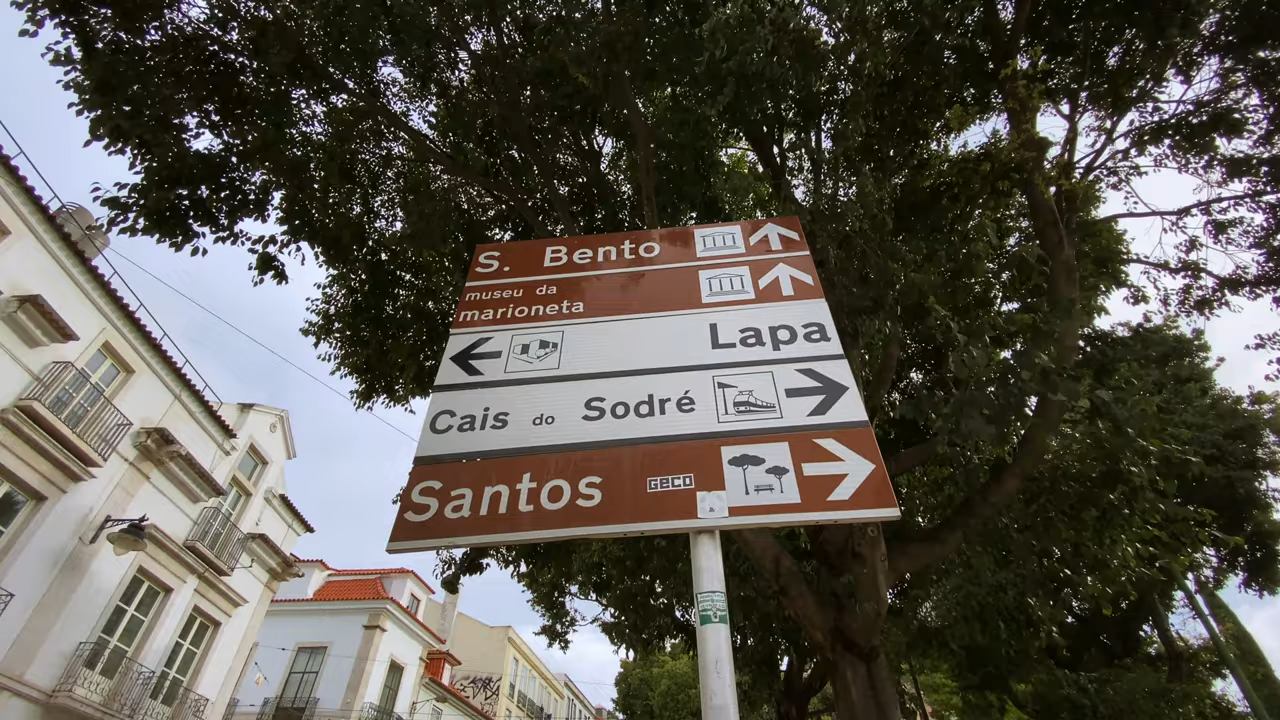 S. Bento
museu da
marioneta
Lapa
Cais do Sodré
Santos
GECO